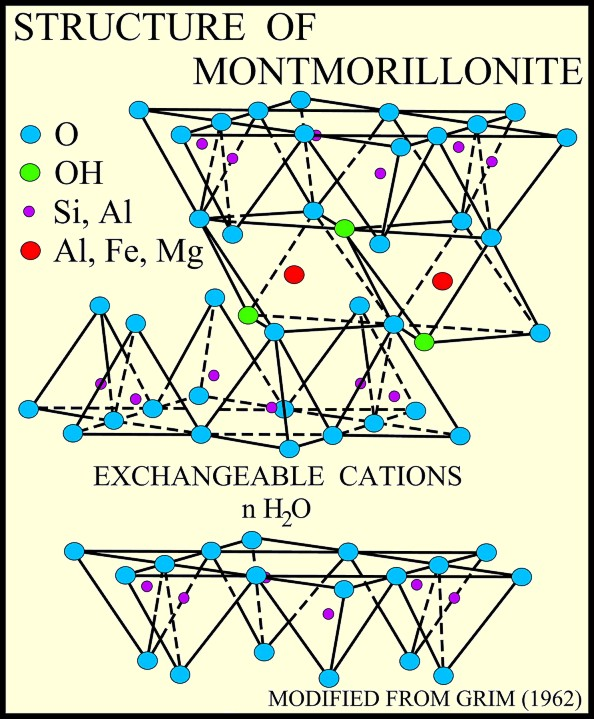 STRUCTURE OF
MONTMORILLONITE
O
OH
Si, Al
Al, Fe, Mg
EXCHANGEABLE CATIONS
n H₂O
MODIFIED FROM GRIM (1962)